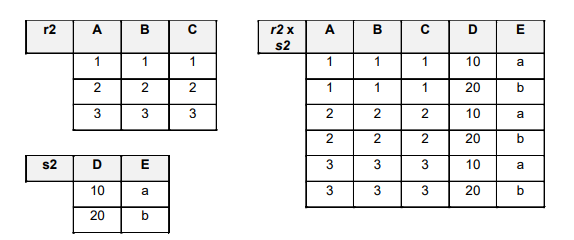 r2 A B C
1 1 1
2 2 2
3 3 3
s2 D E
10 a
20 b
r2 x s2 A B C D E
1 1 1 10 a
1 1 1 20 b
2 2 2 10 a
2 2 2 20 b
3 3 3 10 a
3 3 3 20 b